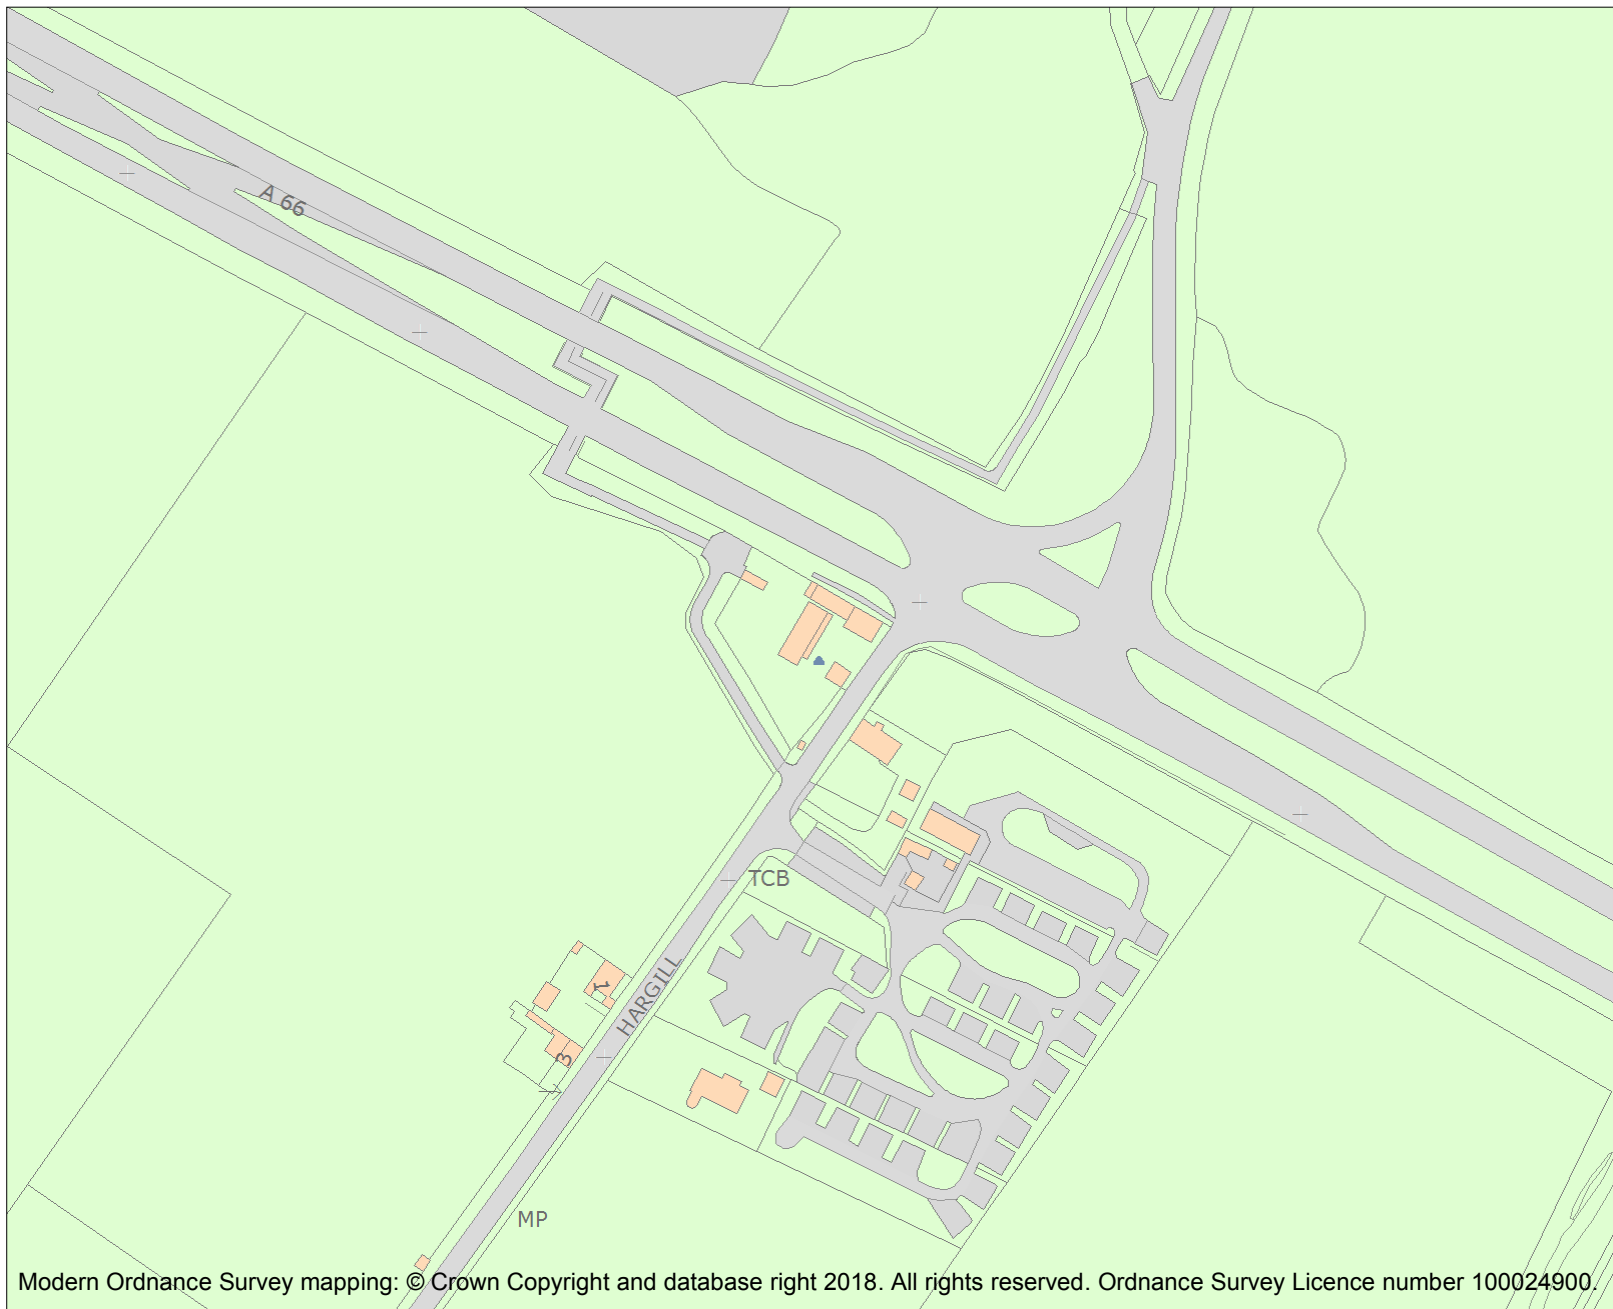 A 66
TCB
HARGILL
1
3
MP
Modern Ordnance Survey mapping: © Crown Copyright and database right 2018. All rights reserved. Ordnance Survey Licence number 100024900.